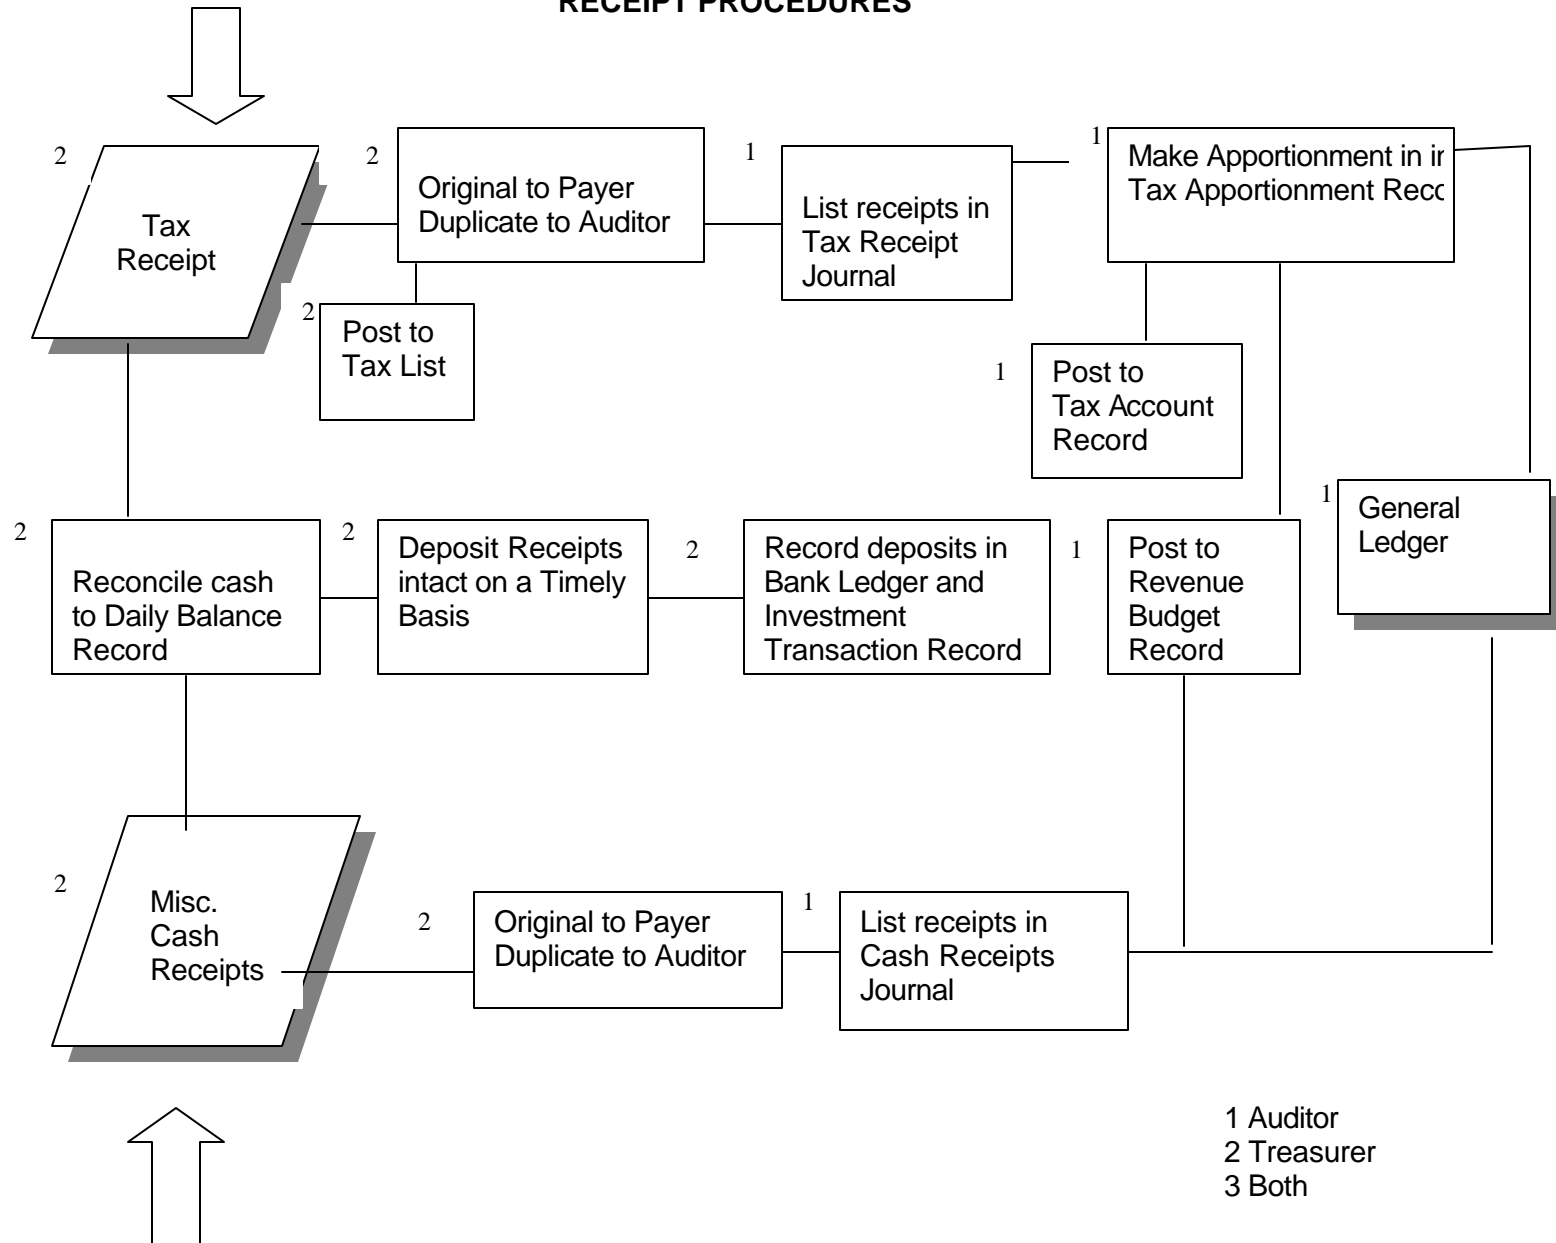 RECEIPT PROCEDURES
2
Tax
Receipt
2
Original to Payer
Duplicate to Auditor
1
List receipts in
Tax Receipt
Journal
1
Make Apportionment in
Tax Apportionment
2
Post to
Tax List
1
Post to
Tax Account
Record
2
Reconcile cash
to Daily Balance
Record
2
Deposit Receipts
intact on a Timely
Basis
2
Record deposits in
Bank Ledger and
Investment
Transaction Record
1
Post to
Revenue
Budget
Record
1
General
Ledger
2
Misc.
Cash
Receipts
2
Original to Payer
Duplicate to Auditor
1
List receipts in
Cash Receipts
Journal
1 Auditor
2 Treasurer
3 Both